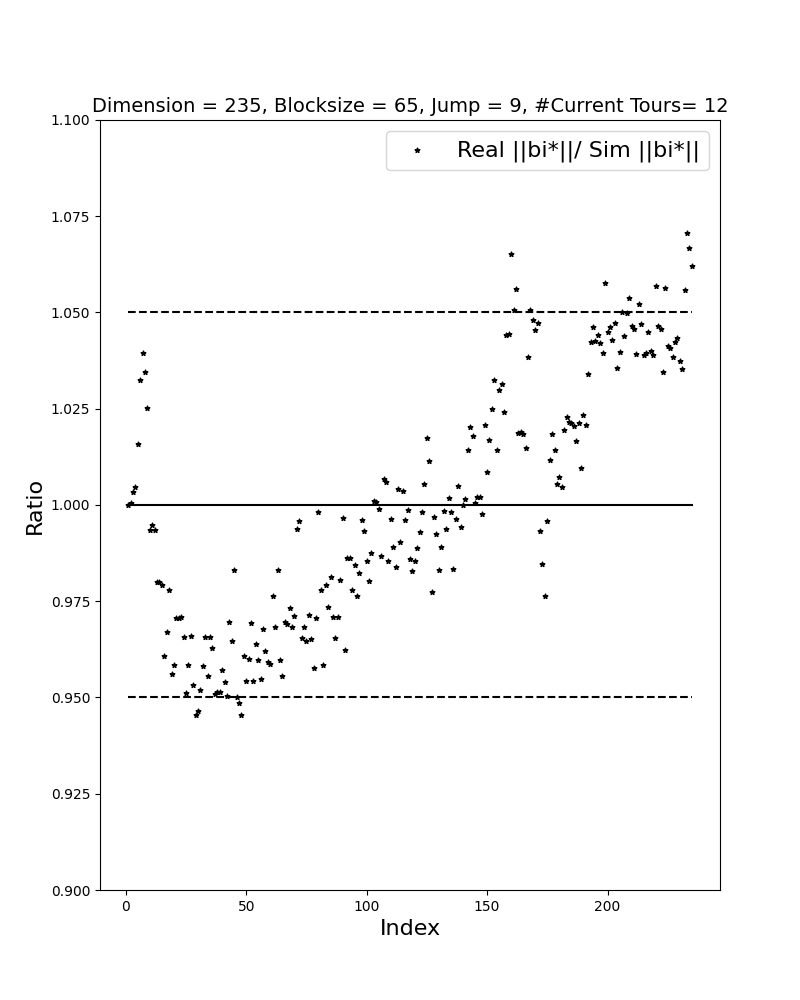 Dimension = 235, Blocksize = 65, Jump = 9, #Current Tours= 12
Real ||bi*||/ Sim ||bi*||
1.100
1.075
1.050
1.025
1.000
0.975
0.950
0.925
0.900
Ratio
0 50 100 150 200
Index